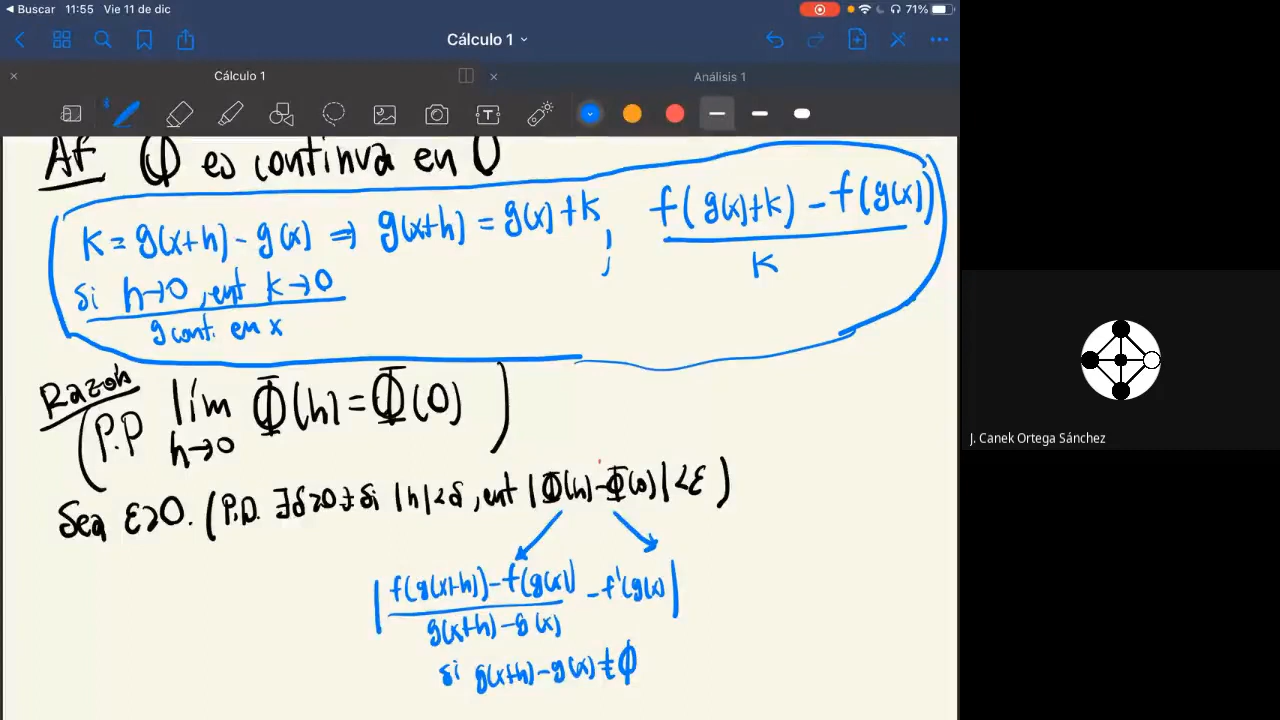 Buscar 11:55 Vie 11 de dic 71%
Cálculo 1
Cálculo 1 Análisis 1
Af Φ es continua en 0
K = g(x+h) - g(x) ⇒ g(x+h) = g(x) + K ; f(g(x)+K) - f(g(x)) / K
si h→0, ent K→0
g cont. en x
Razón
(P.P lím h→0 Φ(h) = Φ(0))
Sea ε>0. (P.D. ∃δ>0 ∓ si |h|<δ, ent |Φ(h) - Φ(0)| < ε)
| f(g(x+h)) - f(g(x) / g(x+h) - g(x) - f'(g(x) |
si g(x+h) - g(x) ≠ 0
J. Canek Ortega Sánchez